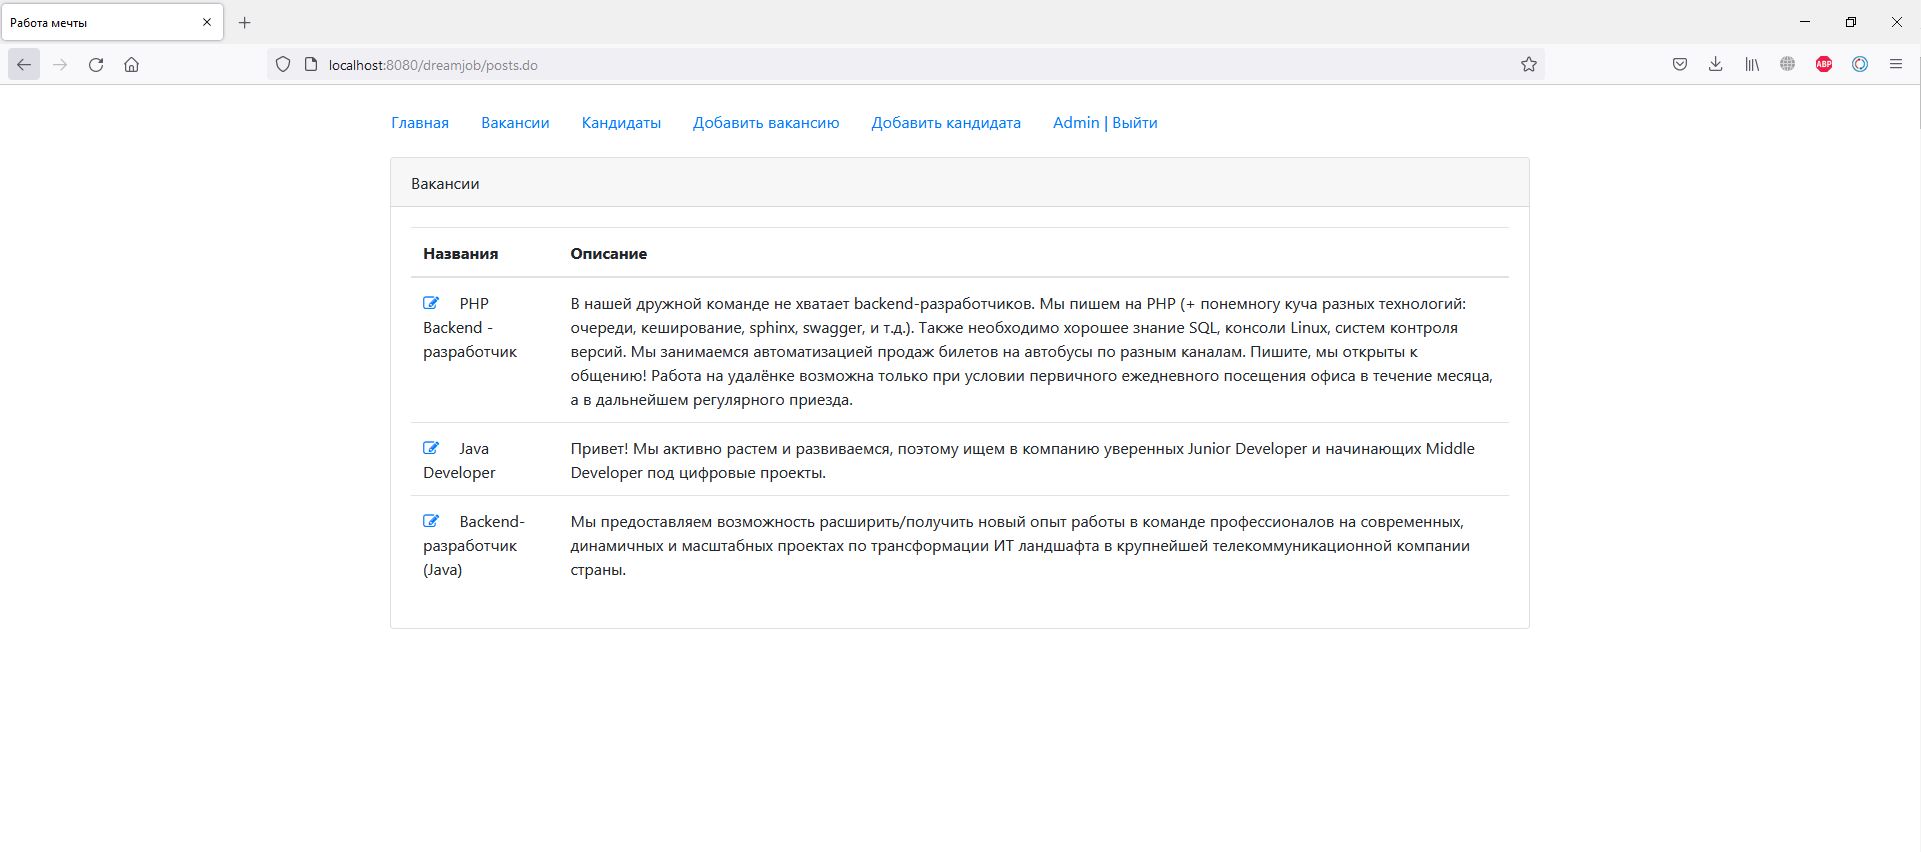 Работа мечты
localhost:8080/dreamjob/posts.do
ABP
Главная Вакансии Кандидаты Добавить вакансию Добавить кандидата Admin | Выйти
Вакансии
Названия Описание
PHP
Backend -
разработчик
В нашей дружной команде не хватает backend-разработчиков. Мы пишем на PHP (+ понемногу куча разных технологий:
очереди, кеширование, sphinx, swagger, и т.д.). Также необходимо хорошее знание SQL, консоли Linux, систем контроля
версий. Мы занимаемся автоматизацией продаж билетов на автобусы по разным каналам. Пишите, мы открыты к
общению! Работа на удалёнке возможна только при условии первичного ежедневного посещения офиса в течение месяца,
а в дальнейшем регулярного приезда.
Java
Developer
Привет! Мы активно растем и развиваемся, поэтому ищем в компанию уверенных Junior Developer и начинающих Middle
Developer под цифровые проекты.
Backend-
разработчик
(Java)
Мы предоставляем возможность расширить/получить новый опыт работы в команде профессионалов на современных,
динамичных и масштабных проектах по трансформации ИТ ландшафта в крупнейшей телекоммуникационной компании
страны.